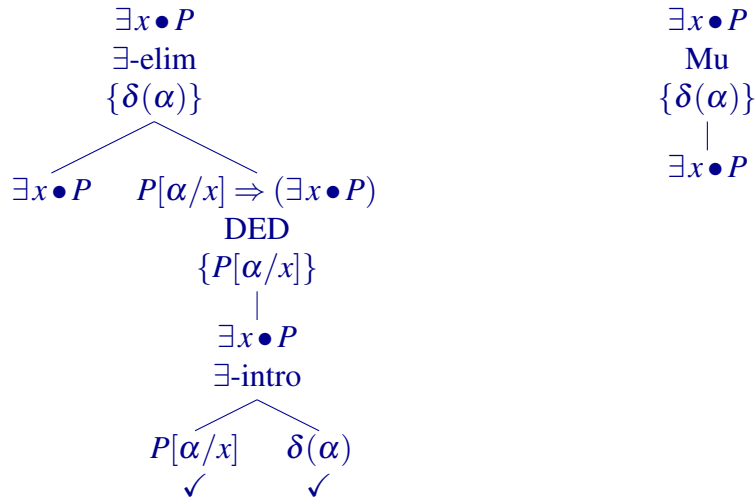 ∃x • P
∃-elim
{δ(α)}
∃x • P P[α/x] ⇒ (∃x • P)
DED
{P[α/x]}
∃x • P
∃-intro
P[α/x] δ(α)
✓ ✓
∃x • P
Mu
{δ(α)}
∃x • P